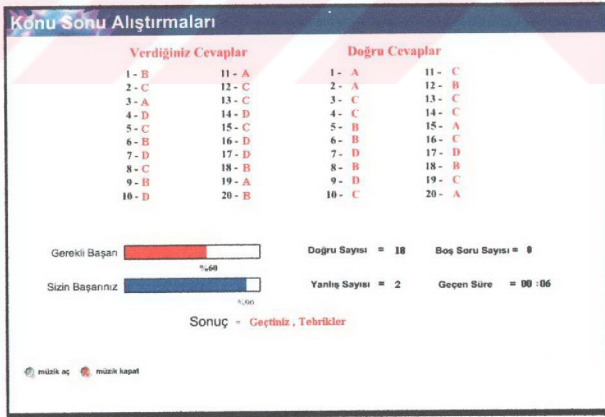 Konu Sonu Alıştırmaları
Verdiğiniz Cevaplar Doğru Cevaplar
1 - B 11 - A 1 - A 11 - C
2 - C 12 - C 2 - A 12 - B
3 - A 13 - C 3 - C 13 - C
4 - D 14 - D 4 - C 14 - C
5 - C 15 - C 5 - B 15 - A
6 - B 16 - D 6 - B 16 - C
7 - D 17 - D 7 - D 17 - D
8 - C 18 - B 8 - B 18 - B
9 - B 19 - A 9 - D 19 - C
10 - D 20 - B 10 - C 20 - A
Gerekli Başarı Doğru Sayısı = 18 Boş Soru Sayısı = 0
%60
Sizin Başarınız Yanlış Sayısı = 2 Geçen Süre = 00 :06
Sonuç = Geçtiniz , Tebrikler
müzik aç müzik kapat